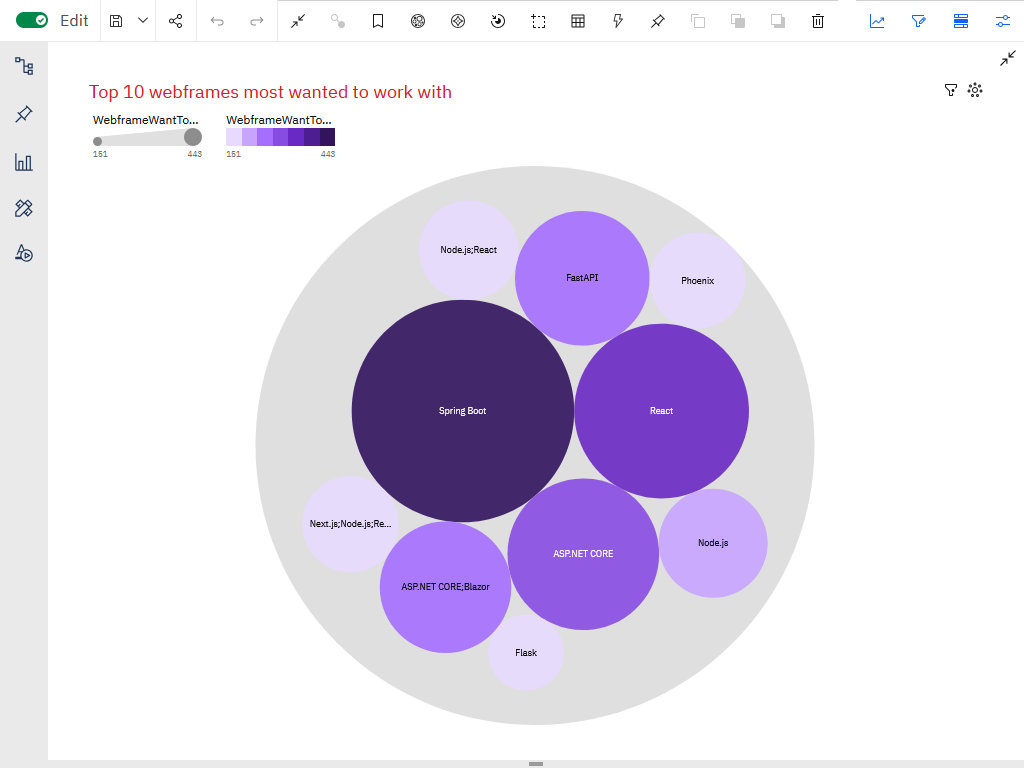 Edit
Top 10 webframes most wanted to work with
WebframeWantTo... WebframeWantTo...
151 443 151 443
Node.js;React
FastAPI
Phoenix
Spring Boot
React
Next.js;Node.js;Re...
Node.js
ASP.NET CORE
ASP.NET CORE;Blazor
Flask